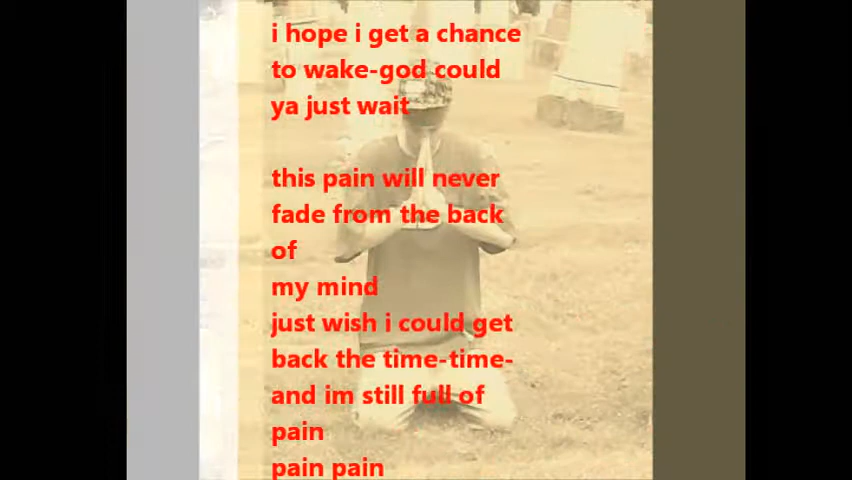 i hope i get a chance
to wake-god could
ya just wait
this pain will never
fade from the back
of
my mind
just wish i could get
back the time-time-
and im still full of
pain
pain pain